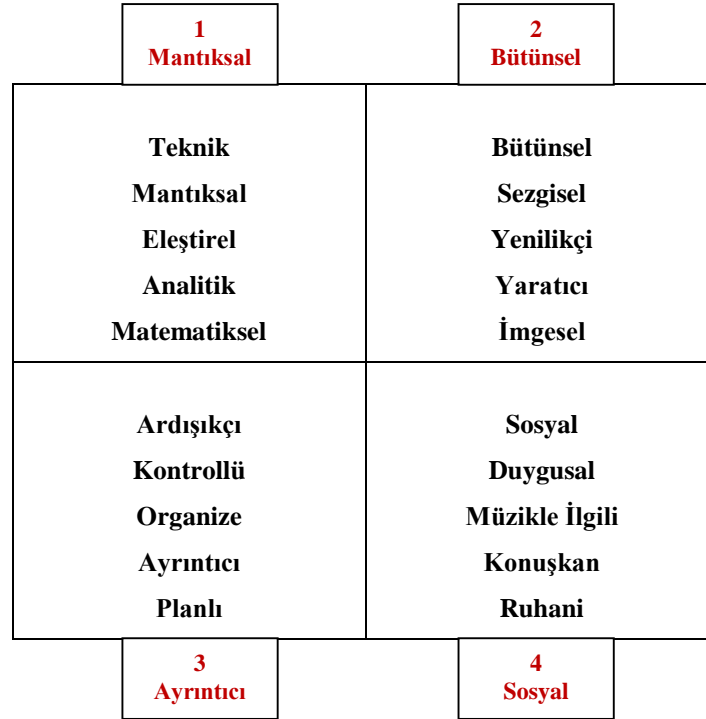 1
Mantıksal
2
Bütünsel
Teknik
Mantıksal
Eleştirel
Analitik
Matematiksel
Bütünsel
Sezgisel
Yenilikçi
Yaratıcı
İmgesel
Ardışıkçı
Kontrollü
Organize
Ayrıntıcı
Planlı
Sosyal
Duygusal
Müzikle İlgili
Konuşkan
Ruhani
3
Ayrıntıcı
4
Sosyal